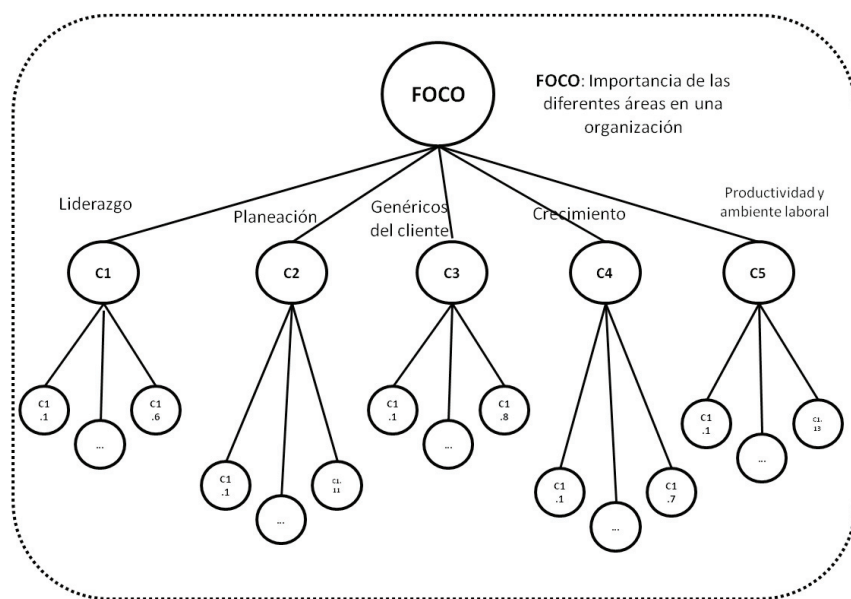 FOCO
FOCO: Importancia de las
diferentes áreas en una
organización
Liderazgo
Planeación
Genéricos
del cliente
Crecimiento
Productividad y
ambiente laboral
C1
C2
C3
C4
C5
C1
.1
...
C1
.6
C1
.1
...
C1.
11
C1
.1
...
C1
.8
C1
.1
...
C1
.7
C1
.1
...
C1.
13